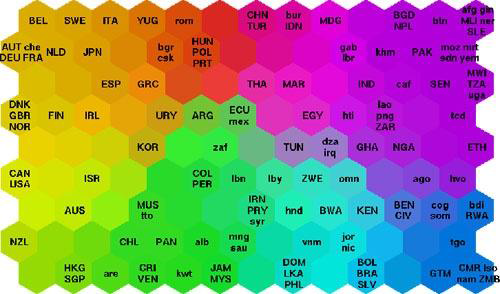 BEL SWE ITA YUG rom CHN bur MDG BGD btn afg gin
TUR IDN NPL MLI ner
SLE
AUT che NLD JPN bgr HUN gab khm PAK moz mrt
DEU FRA csk POL lbr sdn yem
PRT
ESP GRC THA MAR IND caf SEN MWI
TZA
uga
DNK FIN IRL URY ARG ECU EGY hti lao tcd
GBR mex png
NOR ZAR
KOR zaf TUN dza GHA NGA ETH
irq
CAN ISR COL lbn lby ZWE omn ago hvo
USA PER
AUS MUS IRN hnd BWA KEN BEN cog bdi
tto PRY CIV som RWA
syr
NZL CHL PAN alb mng vnm jor tgo
sau nic
HKG are CRI kwt JAM DOM BOL GTM CMR lso
SGP VEN MYS LKA BRA nam ZMB
PHL SLV